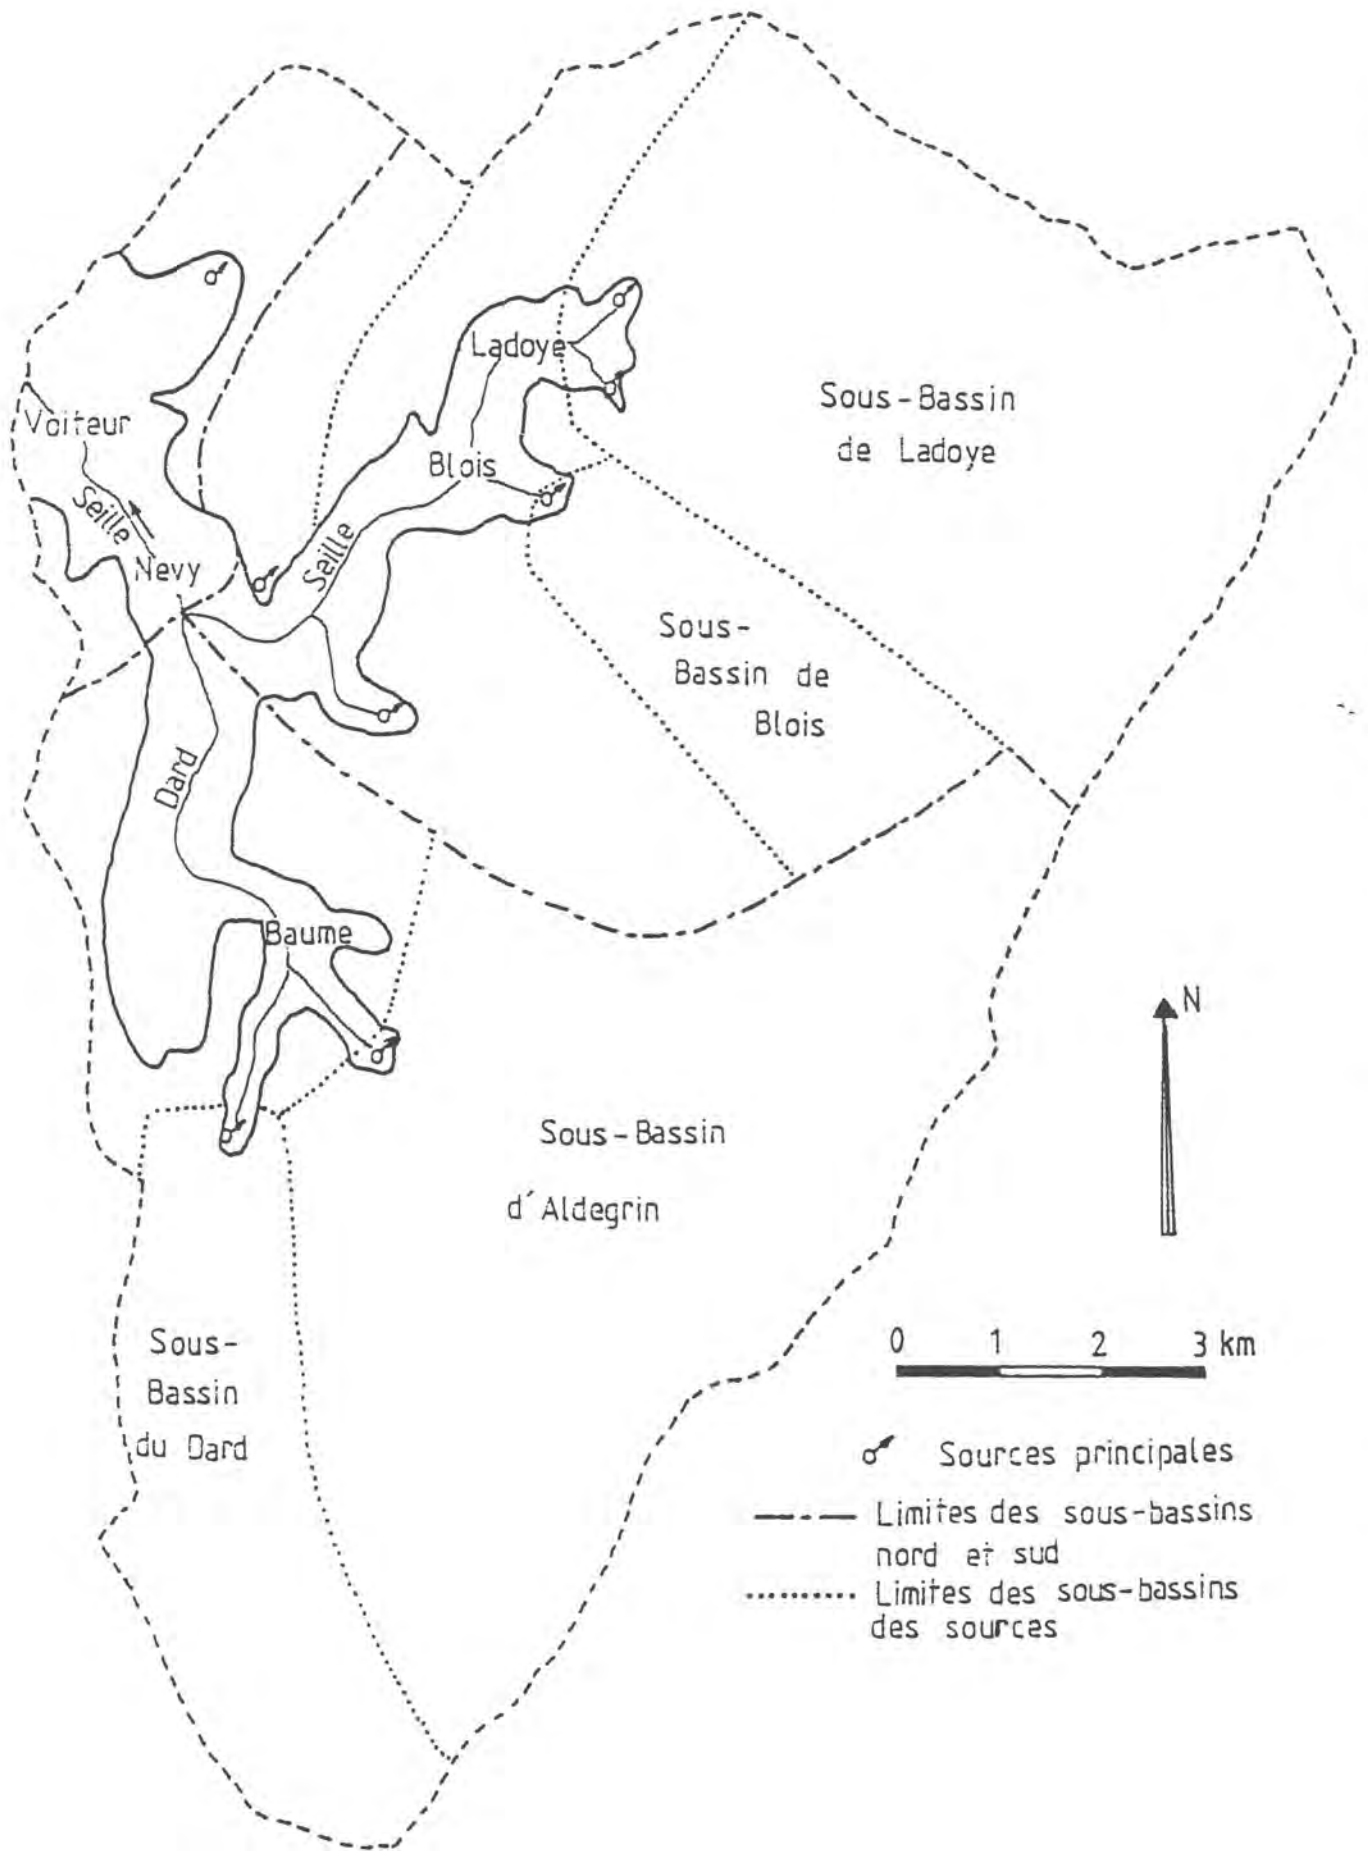 Ladoye
Voiteur
Sous-Bassin
de Ladoye
Blois
Seille
Seille
Nevy
Sous-
Bassin de
Blois
Dard
Baume
N
Sous-Bassin
d'Aldegrin
Sous-
Bassin
du Dard
0 1 2 3 km
Sources principales
Limites des sous-bassins
nord et sud
Limites des sous-bassins
des sources